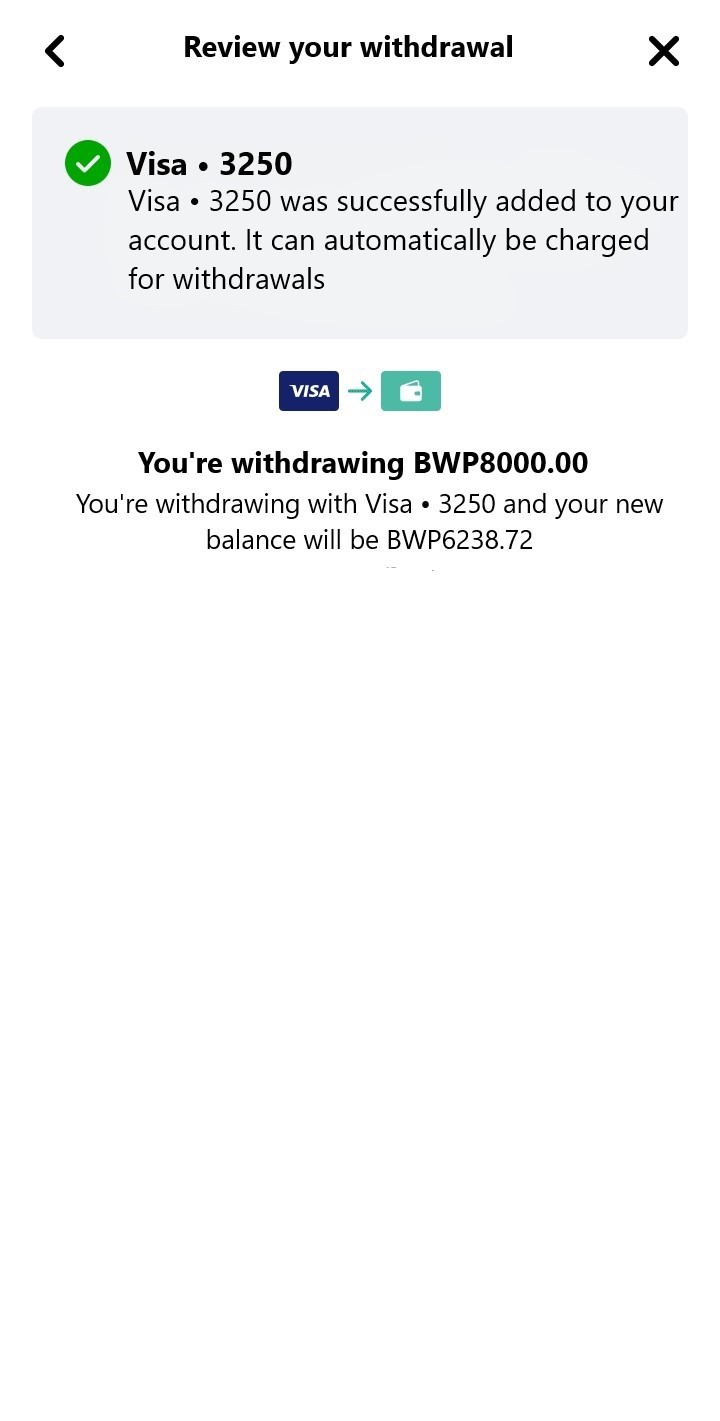 Review your withdrawal
Visa • 3250
Visa • 3250 was successfully added to your
account. It can automatically be charged
for withdrawals
VISA
You're withdrawing BWP8000.00
You're withdrawing with Visa • 3250 and your new
balance will be BWP6238.72